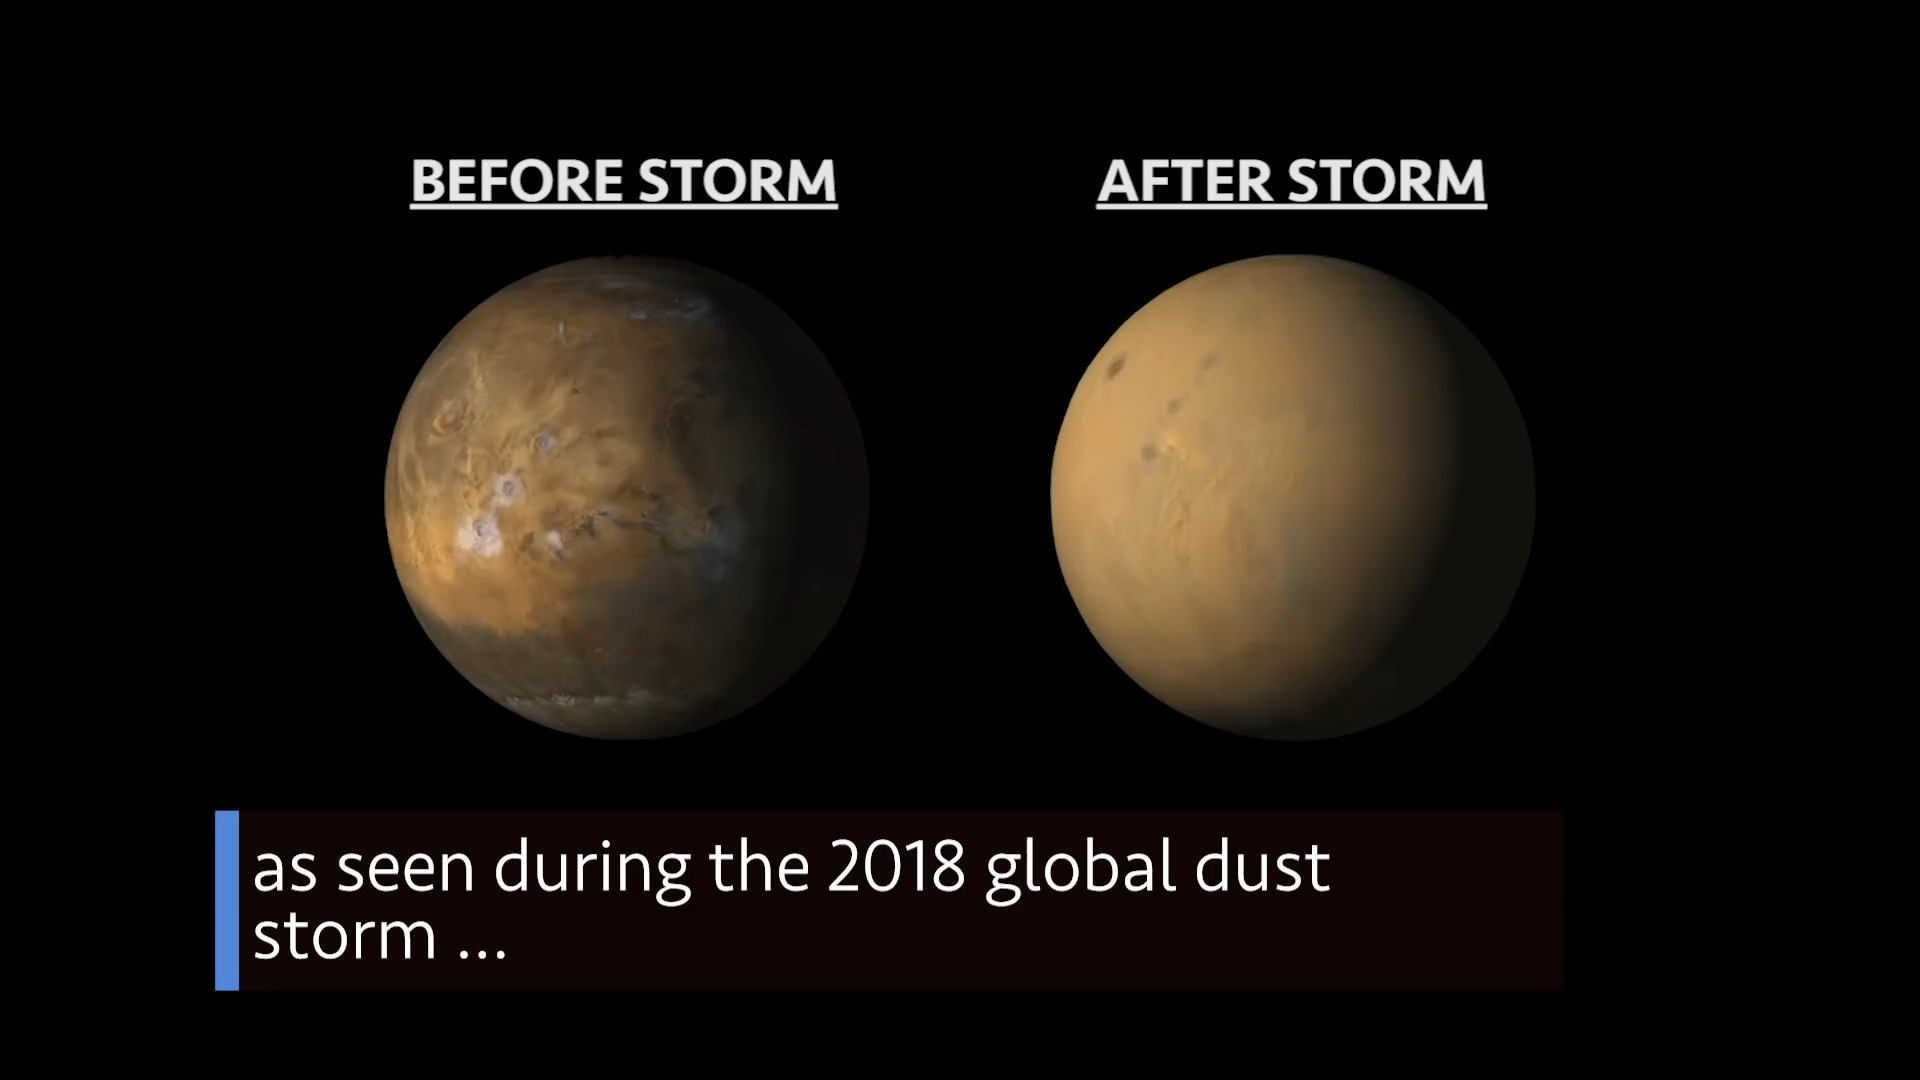 BEFORE STORM
AFTER STORM
as seen during the 2018 global dust
storm ...